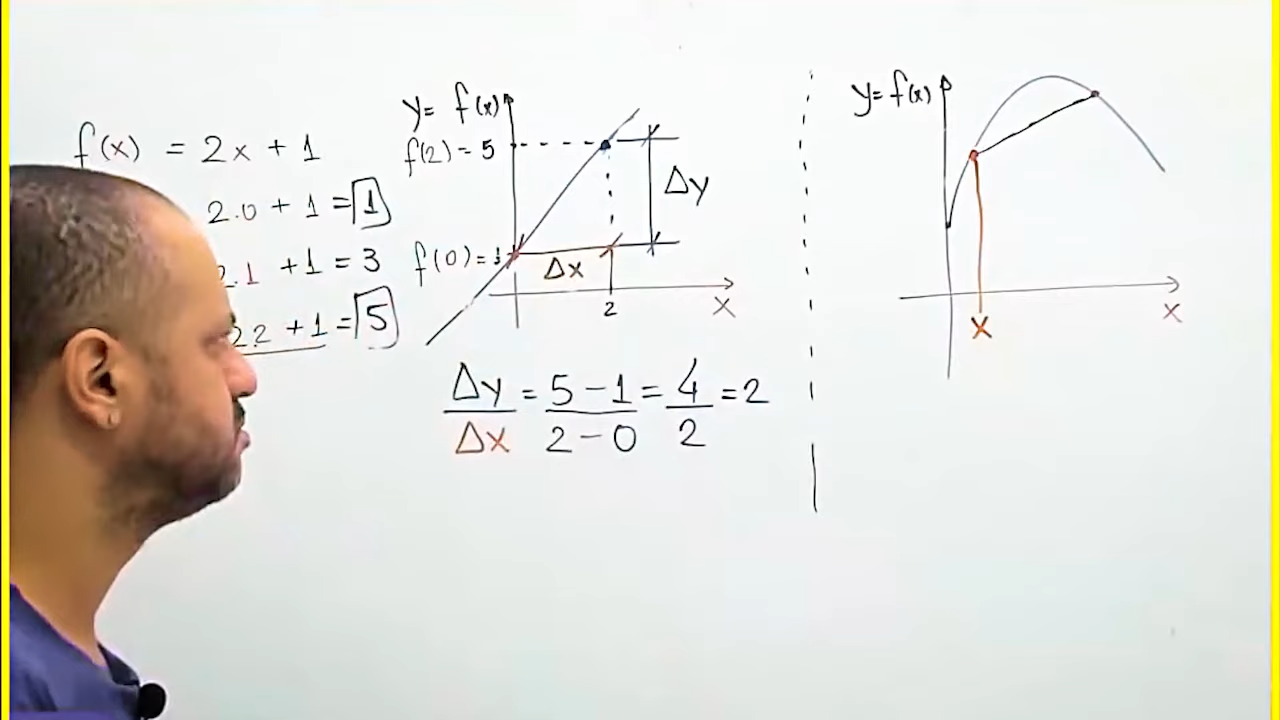 f(x) = 2x + 1
2.0 + 1 = 1
2.1 + 1 = 3
2.2 + 1 = 5
y = f(x)
f(2) = 5
Δy
f(0) = 1
Δx
2
x
Δy/Δx = 5 - 1/2 - 0 = 4/2 = 2
y = f(x)
x
x